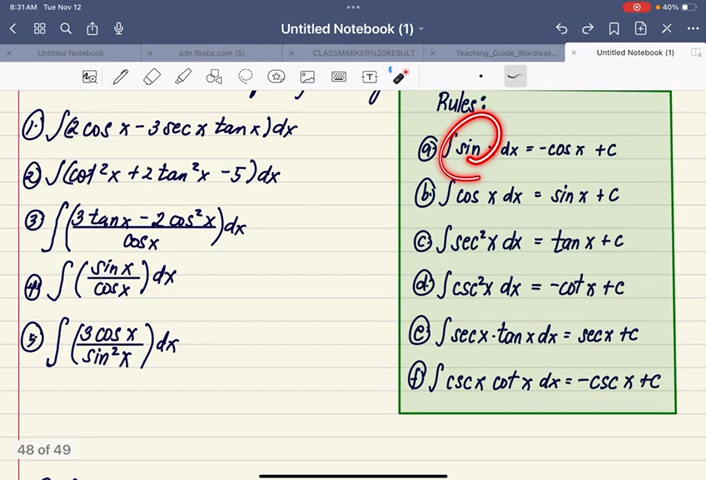 8:31AM Tue Nov 12
40%
Untitled Notebook (1)
Untitled Notebook
cdn.fbsbx.com (5)
CLASSMARKER%20RESULT
Teaching_Guide_Wordless...
Untitled Notebook (1)
① ∫(2 cos x - 3 sec x tan x) dx
② ∫(cot²x + 2 tan²x - 5) dx
③ ∫((3 tan x - 2 cos²x)/cos x) dx
④ ∫(sin x/cos x) dx
⑤ ∫(3 cos x/sin²x) dx
Rules:
ⓐ ∫ sin x dx = -cos x + c
ⓑ ∫ cos x dx = sin x + c
ⓒ ∫ sec²x dx = tan x + c
ⓓ ∫ csc²x dx = -cot x + c
ⓔ ∫ sec x · tan x dx = sec x + c
ⓕ ∫ csc x cot x dx = -csc x + c
48 of 49